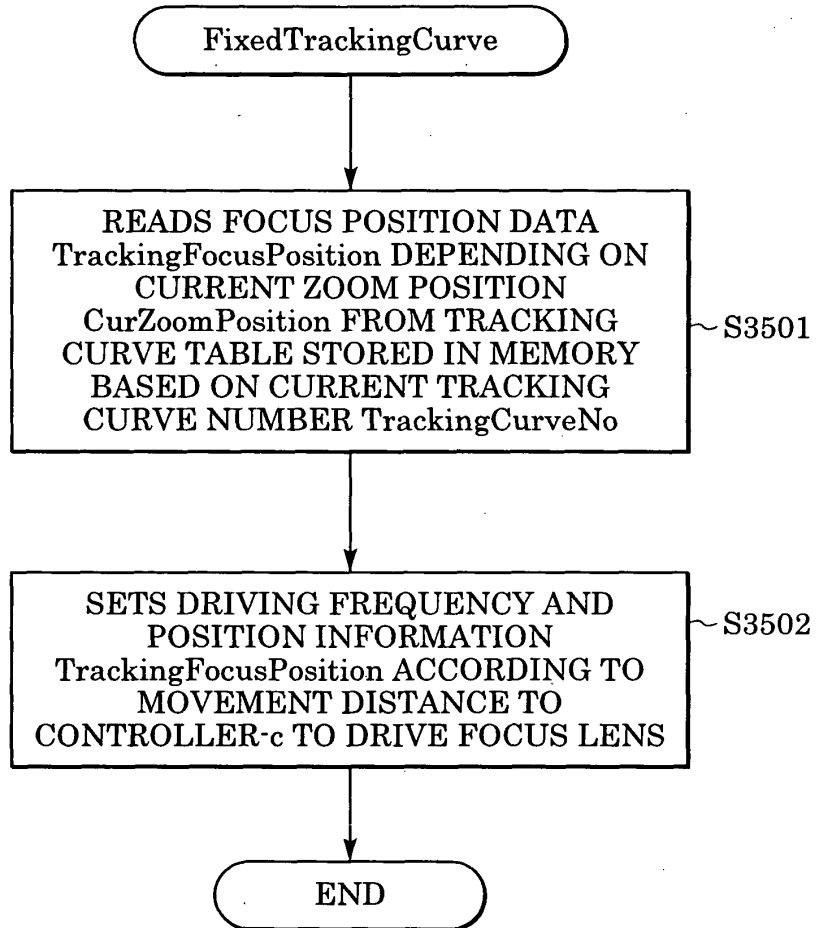 FixedTrackingCurve
READS FOCUS POSITION DATA
TrackingFocusPosition DEPENDING ON
CURRENT ZOOM POSITION
CurZoomPosition FROM TRACKING
CURVE TABLE STORED IN MEMORY
BASED ON CURRENT TRACKING
CURVE NUMBER TrackingCurveNo
S3501
SETS DRIVING FREQUENCY AND
POSITION INFORMATION
TrackingFocusPosition ACCORDING TO
MOVEMENT DISTANCE TO
CONTROLLER-c TO DRIVE FOCUS LENS
S3502
END